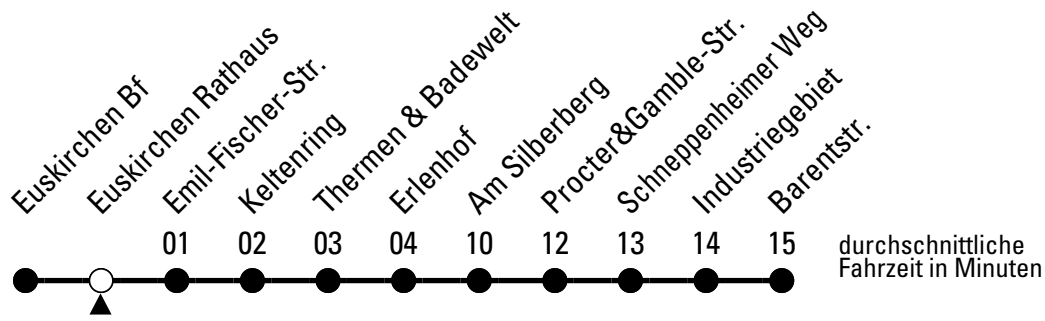 Euskirchen Bf
Euskirchen Rathaus
Emil-Fischer-Str.
Keltenring
Thermen & Badewelt
Erlenhof
Am Silberberg
Procter&Gamble-Str.
Schneppenheimer Weg
Industriegebiet
Barentstr.
01 02 03 04 10 12 13 14 15
durchschnittliche
Fahrzeit in Minuten